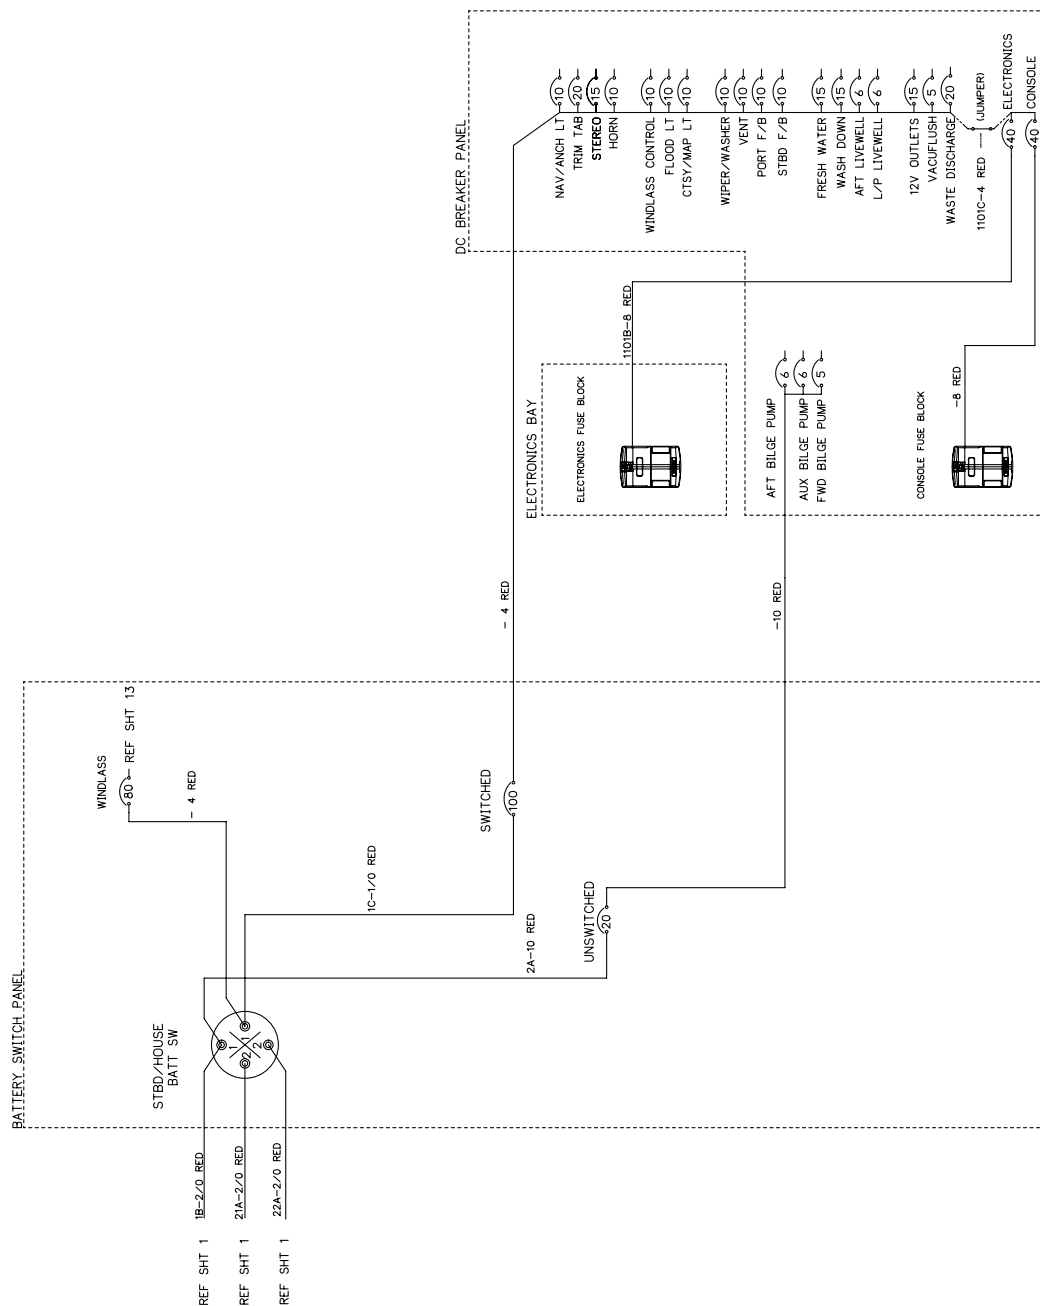 BATTERY SWITCH PANEL
WINDLASS
80
REF SHT 13
- 4 RED
STBD/HOUSE
BATT SW
1
1
2
2
1B-2/0 RED
REF SHT 1
21A-2/0 RED
REF SHT 1
22A-2/0 RED
REF SHT 1
1C-1/0 RED
SWITCHED
100
2A-10 RED
UNSWITCHED
20
- 4 RED
-10 RED
DC BREAKER PANEL
NAV/ANCH LT 10
TRIM TAB 20
STEREO 15
HORN 10
WINDLASS CONTROL 10
FLOOD LT 10
CTSY/MAP LT 10
WIPER/WASHER 10
VENT 10
PORT F/B 10
STBD F/B 10
FRESH WATER 15
WASH DOWN 15
AFT LIVEWELL 6
L/P LIVEWELL 6
12V OUTLETS 15
VACUFLUSH 5
WASTE DISCHARGE 20
1101C-4 RED --- (JUMPER)
40 ELECTRONICS
40 CONSOLE
1101B-8 RED
ELECTRONICS BAY
ELECTRONICS FUSE BLOCK
AFT BILGE PUMP 6
AUX BILGE PUMP 6
FWD BILGE PUMP 5
-8 RED
CONSOLE FUSE BLOCK